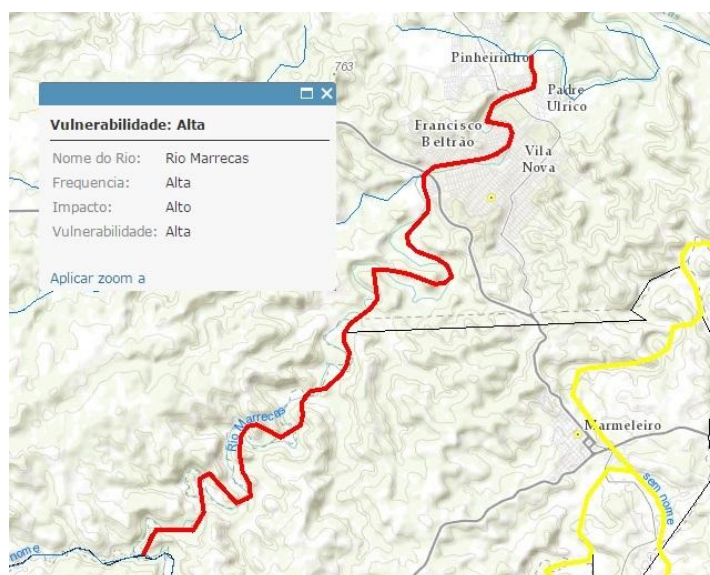 Pinheirinho
763
Padre
Ulrico
Francisco
Beltrão
Vila
Nova
Vulnerabilidade: Alta
Nome do Rio: Rio Marrecas
Frequencia: Alta
Impacto: Alto
Vulnerabilidade: Alta
Aplicar zoom a
Rio Marrecas
Marmeleiro
sem nome
nome